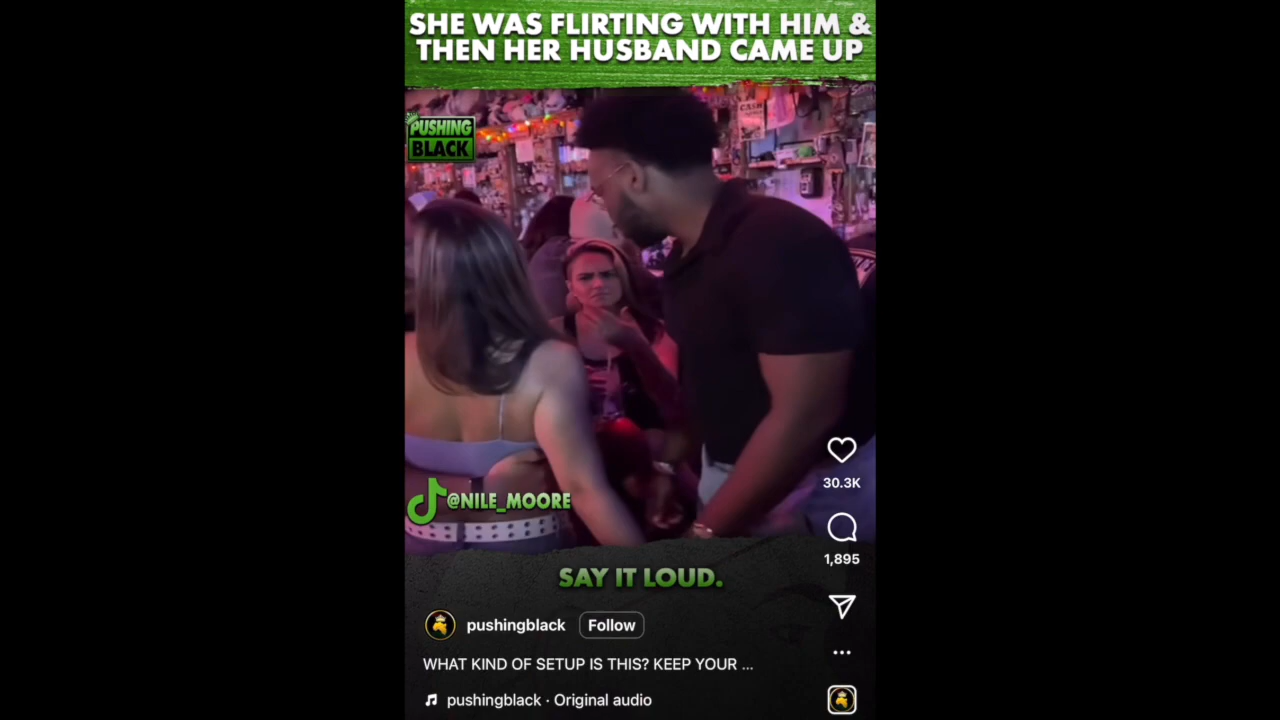 SHE WAS FLIRTING WITH HIM &
THEN HER HUSBAND CAME UP
PUSHING
BLACK
CASH
@NILE_MOORE
30.3K
1,895
SAY IT LOUD.
pushingblack Follow
WHAT KIND OF SETUP IS THIS? KEEP YOUR ...
pushingblack · Original audio